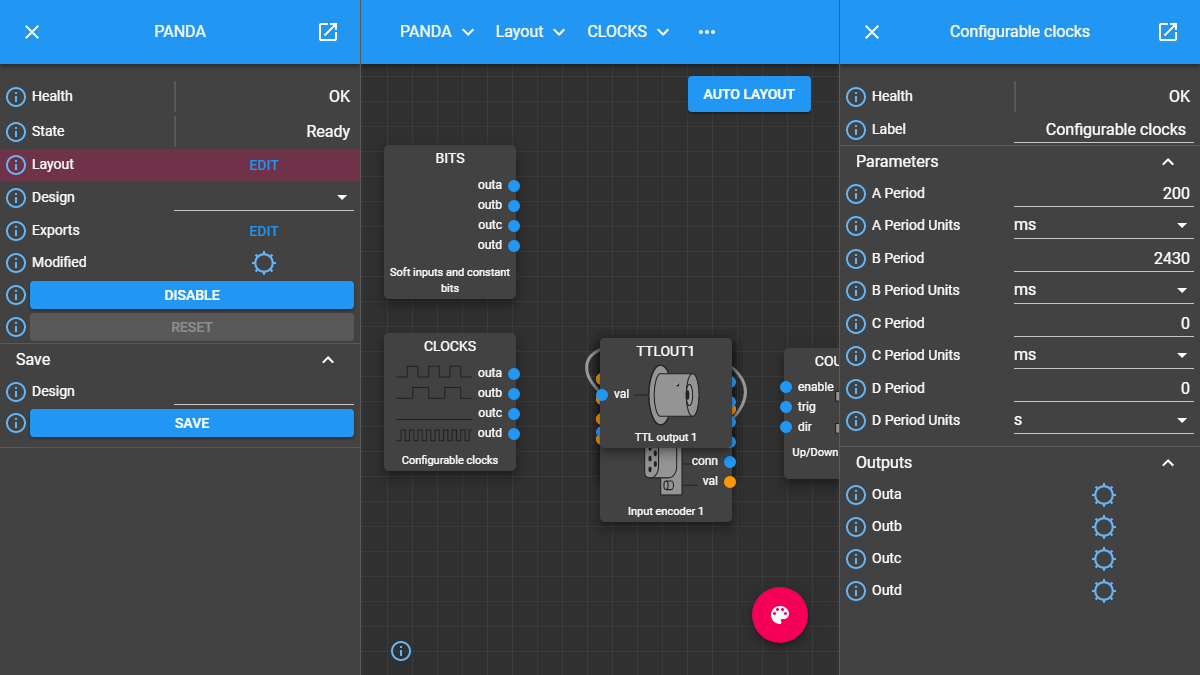 PANDA
Health OK
State Ready
Layout EDIT
Design
Exports EDIT
Modified
DISABLE
RESET
Save
Design
SAVE
PANDA Layout CLOCKS
AUTO LAYOUT
BITS
outa
outb
outc
outd
Soft inputs and constant
bits
CLOCKS
outa
outb
outc
outd
Configurable clocks
TTLOUT1
val
TTL output 1
conn
val
Input encoder 1
enable
trig
dir
Up/Down
Configurable clocks
Health OK
Label Configurable clocks
Parameters
A Period 200
A Period Units ms
B Period 2430
B Period Units ms
C Period 0
C Period Units ms
D Period 0
D Period Units s
Outputs
Outa
Outb
Outc
Outd